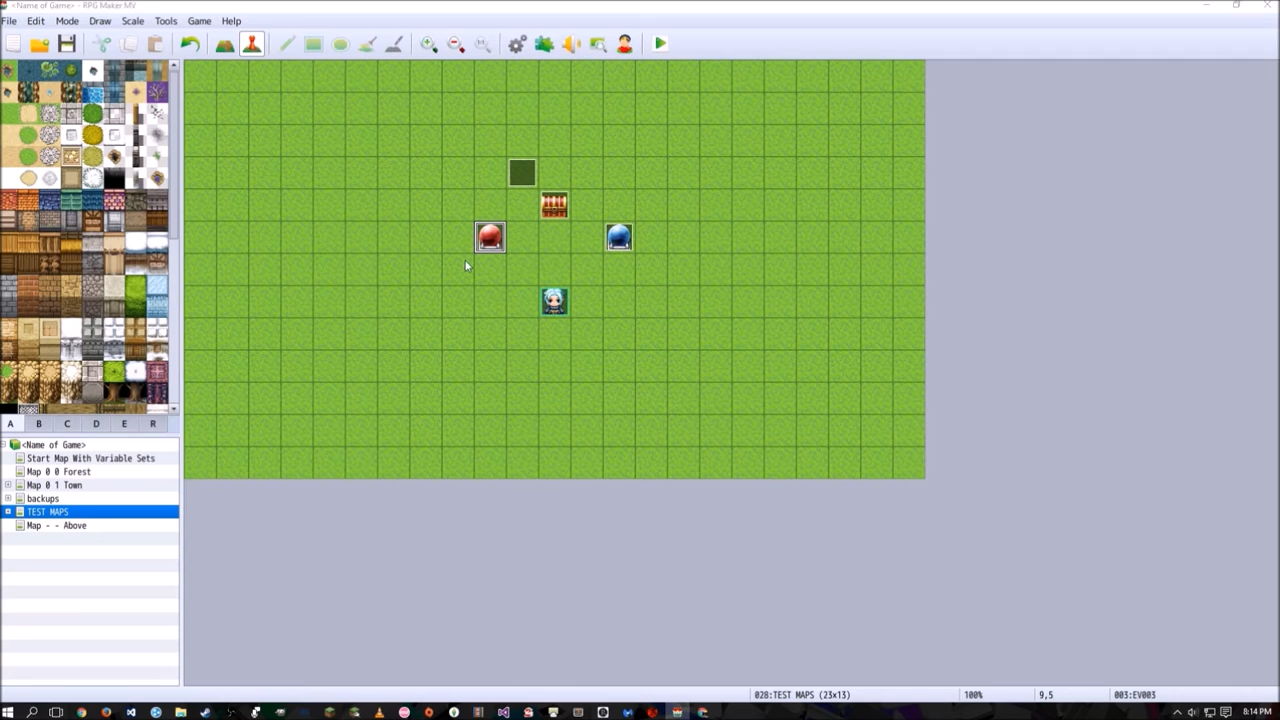 <Name of Game> - RPG Maker MV
File Edit Mode Draw Scale Tools Game Help
1:1
A B C D E R
<Name of Game>
Start Map With Variable Sets
Map 0 0 Forest
Map 0 1 Town
backups
TEST MAPS
Map - - Above
028:TEST MAPS (23x13) 100% 9,5 003:EV003
8:14 PM